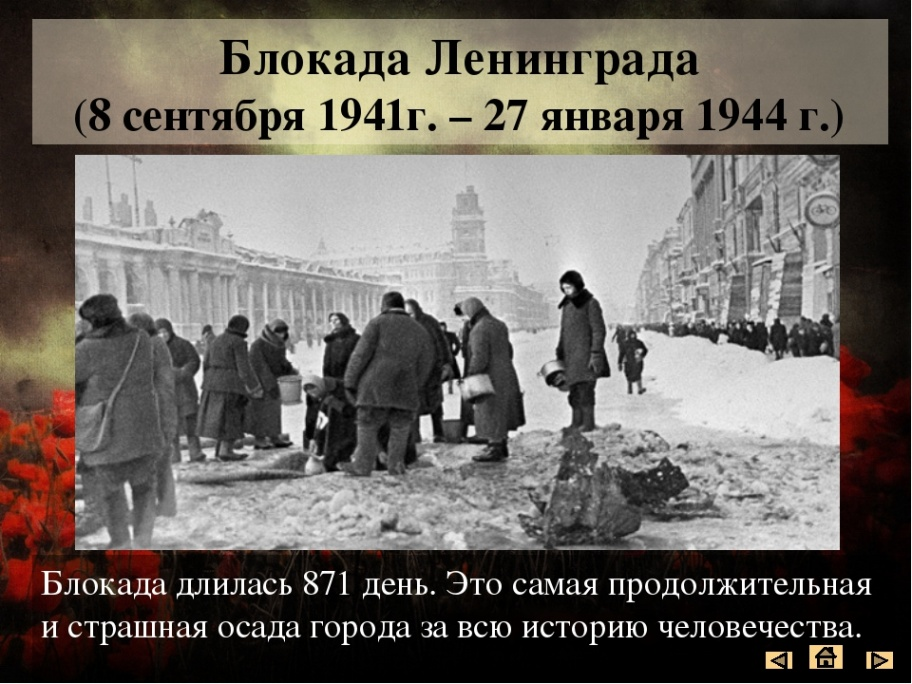 Блокада Ленинграда
(8 сентября 1941г. – 27 января 1944 г.)
Блокада длилась 871 день. Это самая продолжительная
и страшная осада города за всю историю человечества.